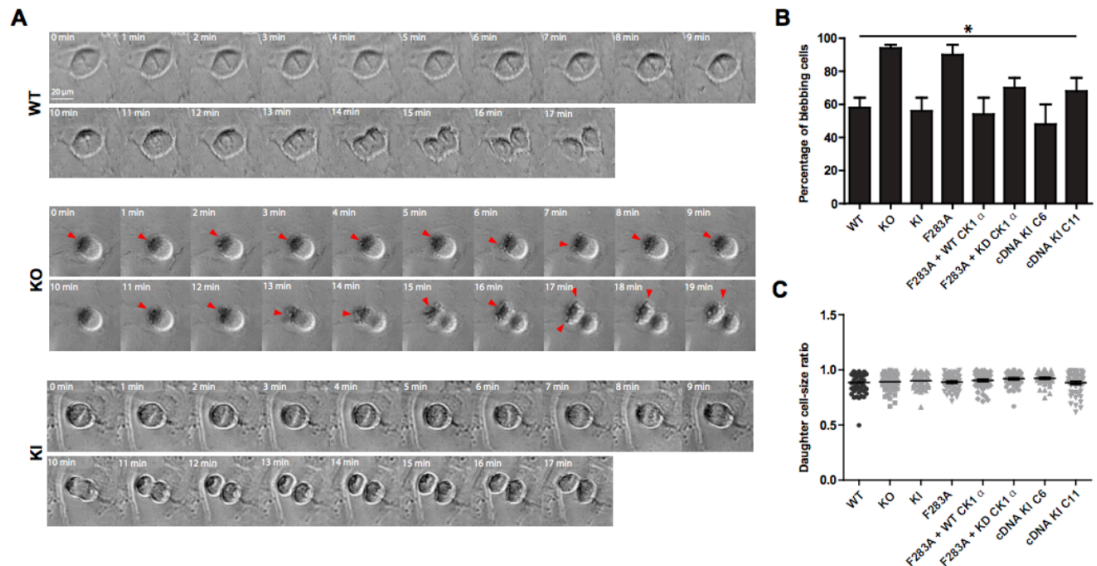 A
WT
0 min 1 min 2 min 3 min 4 min 5 min 6 min 7 min 8 min 9 min
20 µm
10 min 11 min 12 min 13 min 14 min 15 min 16 min 17 min
KO
0 min 1 min 2 min 3 min 4 min 5 min 6 min 7 min 8 min 9 min
10 min 11 min 12 min 13 min 14 min 15 min 16 min 17 min 18 min 19 min
KI
0 min 1 min 2 min 3 min 4 min 5 min 6 min 7 min 8 min 9 min
10 min 11 min 12 min 13 min 14 min 15 min 16 min 17 min
B
*
Percentage of blebbing cells
100
80
60
40
20
0
WT
KO
KI
F283A
F283A + WT CK1 α
F283A + KD CK1 α
cDNA KI C6
cDNA KI C11
C
Daughter cell-size ratio
1.5
1.0
0.5
0.0
WT
KO
KI
F283A
F283A + WT CK1 α
F283A + KD CK1 α
cDNA KI C6
cDNA KI C11